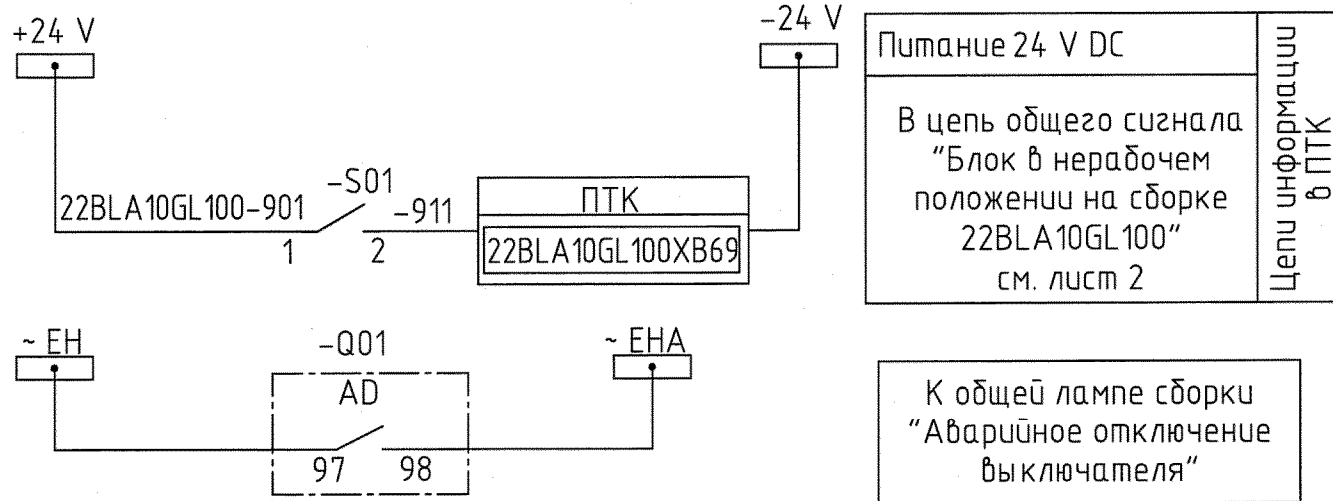 +24 V
-24 V
22BLA10GL100-901
-S01
-911
1
2
ПТК
22BLA10GL100XB69
Питание 24 V DC
В цепь общего сигнала
"Блок в нерабочем
положении на сборке
22BLA10GL100"
см. лист 2
Цепи информации
в ПТК
~ EH
-Q01
~ EHA
AD
97
98
К общей лампе сборки
"Аварийное отключение
выключателя"